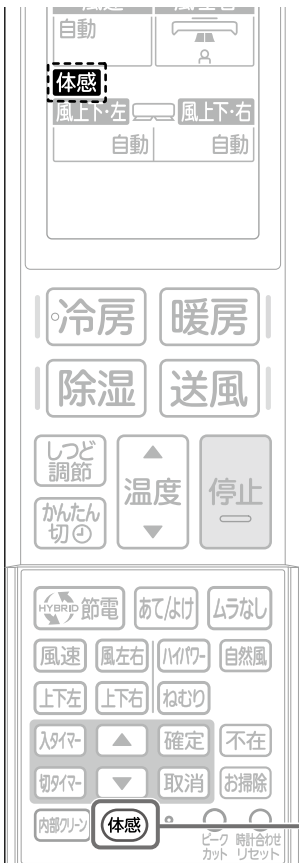 自動
体感
風上下・左 風上下・右
自動 自動
冷房 暖房
除湿 送風
しつど調節
温度
停止
かんたん切
HYBRID 節電 あて/よけ ムラなし
風速 風左右 ハイパワー 自然風
上下左 上下右 ねむり
入タイマー 確定 不在
切タイマー 取消 お掃除
内部クリーン 体感
ピークカット 時計合わせ
リセット